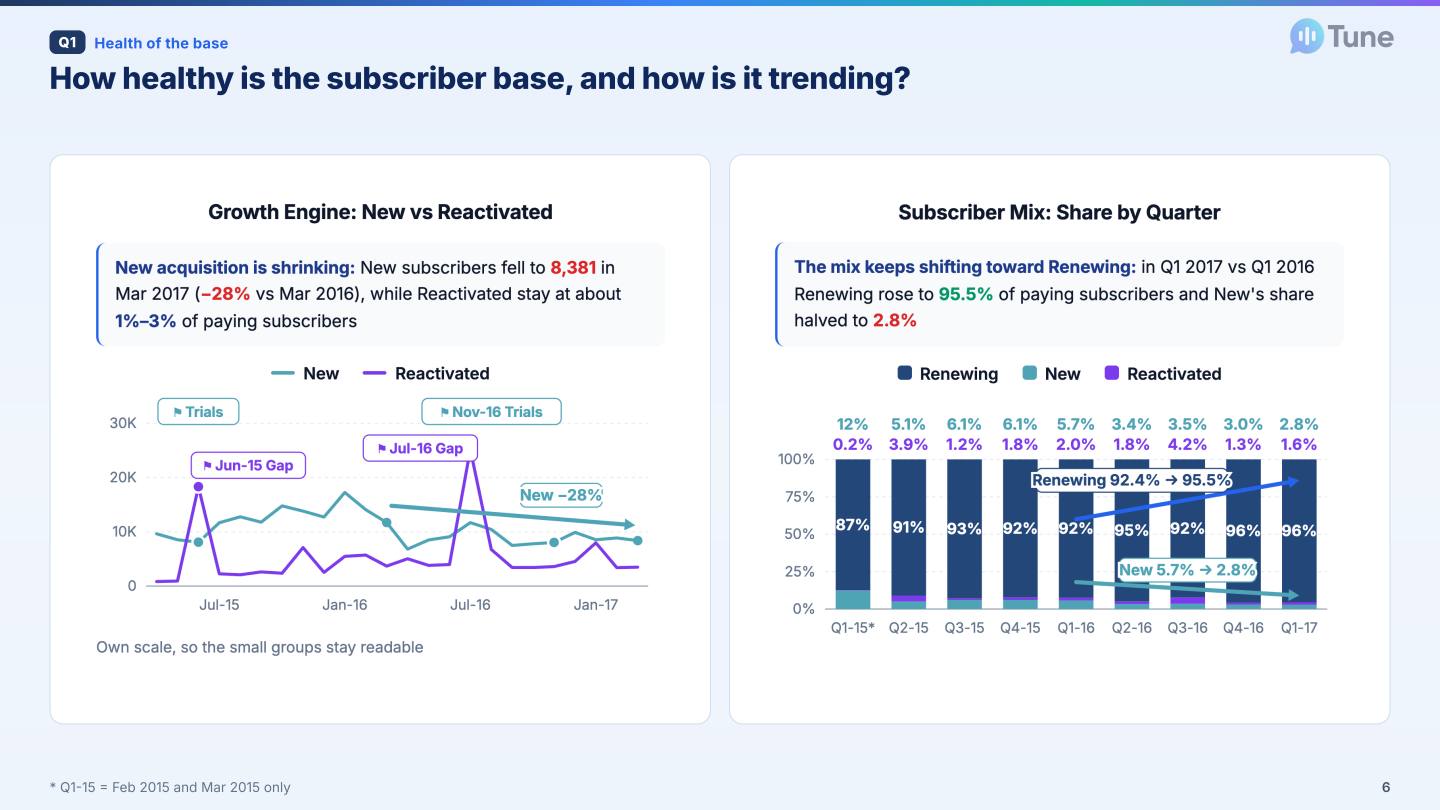 Q1 Health of the base
Tune
How healthy is the subscriber base, and how is it trending?
Growth Engine: New vs Reactivated
New acquisition is shrinking: New subscribers fell to 8,381 in
Mar 2017 (−28% vs Mar 2016), while Reactivated stay at about
1%–3% of paying subscribers
New Reactivated
⚑ Trials
⚑ Nov-16 Trials
30K
⚑ Jul-16 Gap
⚑ Jun-15 Gap
20K
New −28%
10K
0
Jul-15 Jan-16 Jul-16 Jan-17
Own scale, so the small groups stay readable
Subscriber Mix: Share by Quarter
The mix keeps shifting toward Renewing: in Q1 2017 vs Q1 2016
Renewing rose to 95.5% of paying subscribers and New's share
halved to 2.8%
Renewing New Reactivated
12% 5.1% 6.1% 6.1% 5.7% 3.4% 3.5% 3.0% 2.8%
0.2% 3.9% 1.2% 1.8% 2.0% 1.8% 4.2% 1.3% 1.6%
100%
Renewing 92.4% → 95.5%
75%
87% 91% 93% 92% 92% 95% 92% 96% 96%
50%
New 5.7% → 2.8%
25%
0%
Q1-15* Q2-15 Q3-15 Q4-15 Q1-16 Q2-16 Q3-16 Q4-16 Q1-17
* Q1-15 = Feb 2015 and Mar 2015 only
6